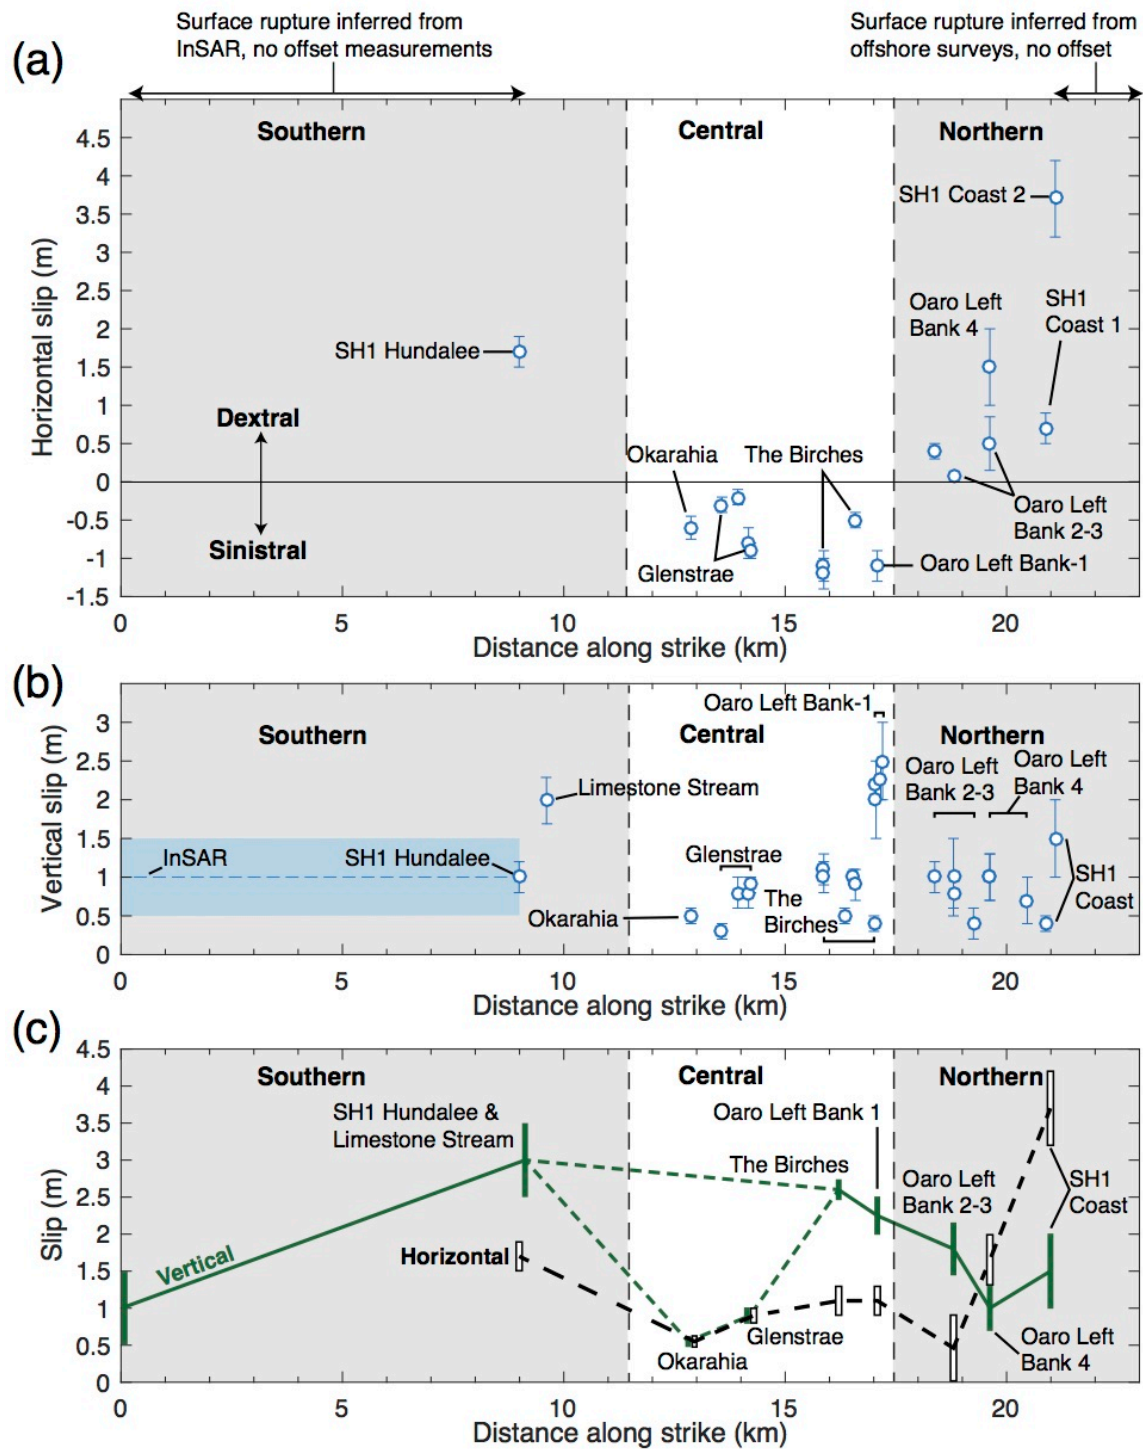 Surface rupture inferred from
InSAR, no offset measurements
Surface rupture inferred from
offshore surveys, no offset
(a)
Southern
Central
Northern
4.5
4
3.5
3
2.5
2
1.5
1
0.5
0
-0.5
-1
-1.5
Horizontal slip (m)
SH1 Coast 2
Oaro Left
Bank 4
SH1
Coast 1
SH1 Hundalee
Dextral
Sinistral
Okarahia
The Birches
Glenstrae
Oaro Left
Bank 2-3
Oaro Left Bank-1
0
5
10
15
20
Distance along strike (km)
(b)
Oaro Left Bank-1
Southern
Central
Northern
3
2.5
2
1.5
1
0.5
0
Vertical slip (m)
Oaro Left
Bank 2-3
Oaro Left
Bank 4
Limestone Stream
InSAR
SH1 Hundalee
Glenstrae
SH1
Coast
Okarahia
The
Birches
0
5
10
15
20
Distance along strike (km)
(c)
Southern
Central
Northern
4.5
4
3.5
3
2.5
2
1.5
1
0.5
0
Slip (m)
SH1 Hundalee &
Limestone Stream
Oaro Left Bank 1
The Birches
Oaro Left
Bank 2-3
SH1
Coast
Vertical
Horizontal
Glenstrae
Okarahia
Oaro Left
Bank 4
0
5
10
15
20
Distance along strike (km)